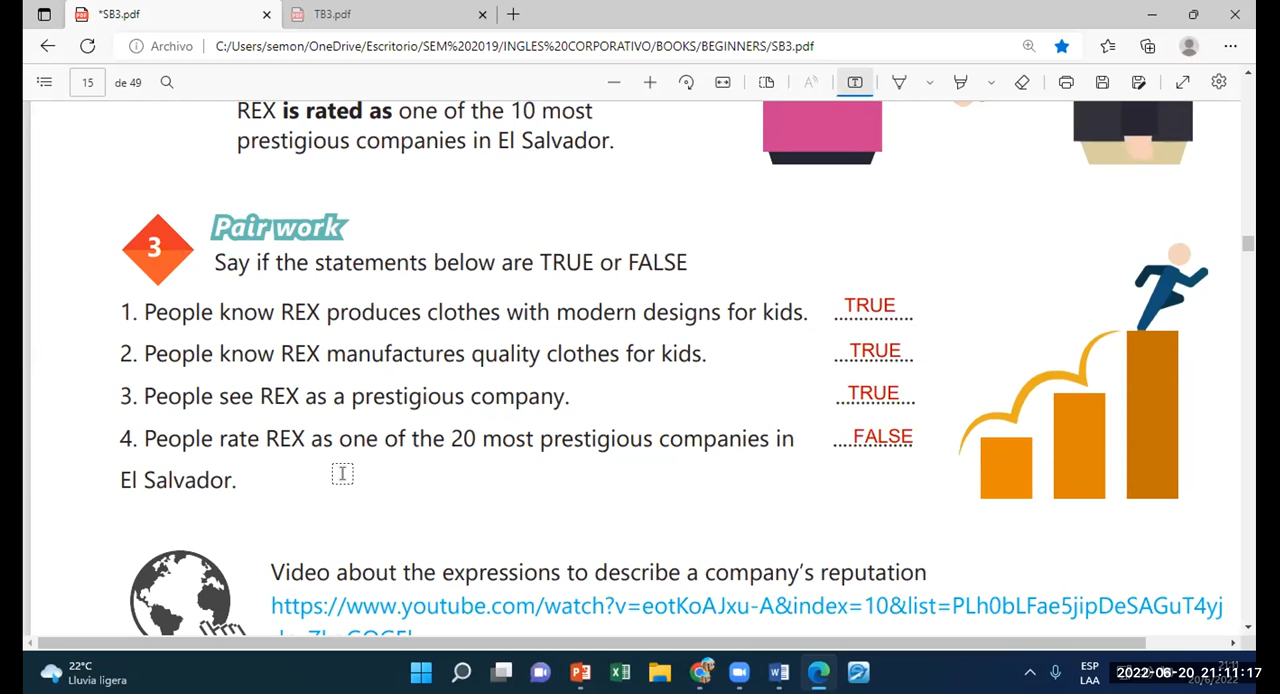 *SB3.pdf
TB3.pdf
Archivo
C:/Users/semon/OneDrive/Escritorio/SEM%202019/INGLES%20CORPORATIVO/BOOKS/BEGINNERS/SB3.pdf
15
de 49
REX is rated as one of the 10 most
prestigious companies in El Salvador.
3
Pair work
Say if the statements below are TRUE or FALSE
1. People know REX produces clothes with modern designs for kids. TRUE
2. People know REX manufactures quality clothes for kids. TRUE
3. People see REX as a prestigious company. TRUE
4. People rate REX as one of the 20 most prestigious companies in FALSE
El Salvador.
Video about the expressions to describe a company's reputation
https://www.youtube.com/watch?v=eotKoAJxu-A&index=10&list=PLh0bLFae5jipDeSAGuT4yj
22°C
Lluvia ligera
ESP
LAA
2022-06-20, 21:11:17